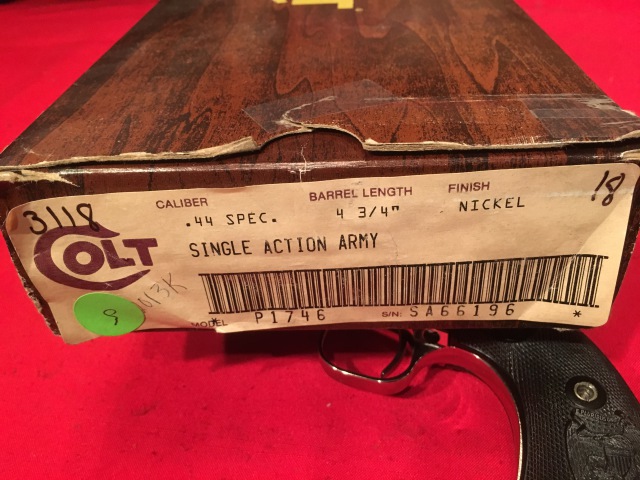 3118
CALIBER BARREL LENGTH FINISH
.44 SPEC. 4 3/4" NICKEL
18
COLT
SINGLE ACTION ARMY
9
MODEL * P1746 S/N: SA66196 *